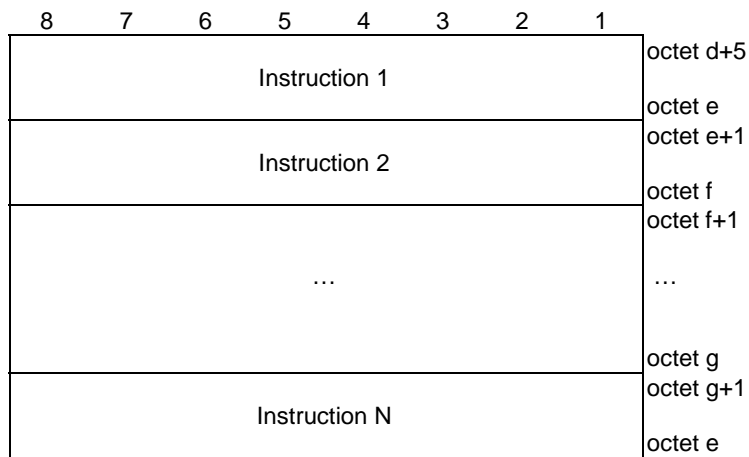 8 7 6 5 4 3 2 1
octet d+5
Instruction 1
octet e
octet e+1
Instruction 2
octet f
octet f+1
… …
octet g
octet g+1
Instruction N
octet e